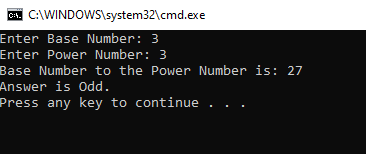 C:\WINDOWS\system32\cmd.exe
Enter Base Number: 3
Enter Power Number: 3
Base Number to the Power Number is: 27
Answer is Odd.
Press any key to continue . . .